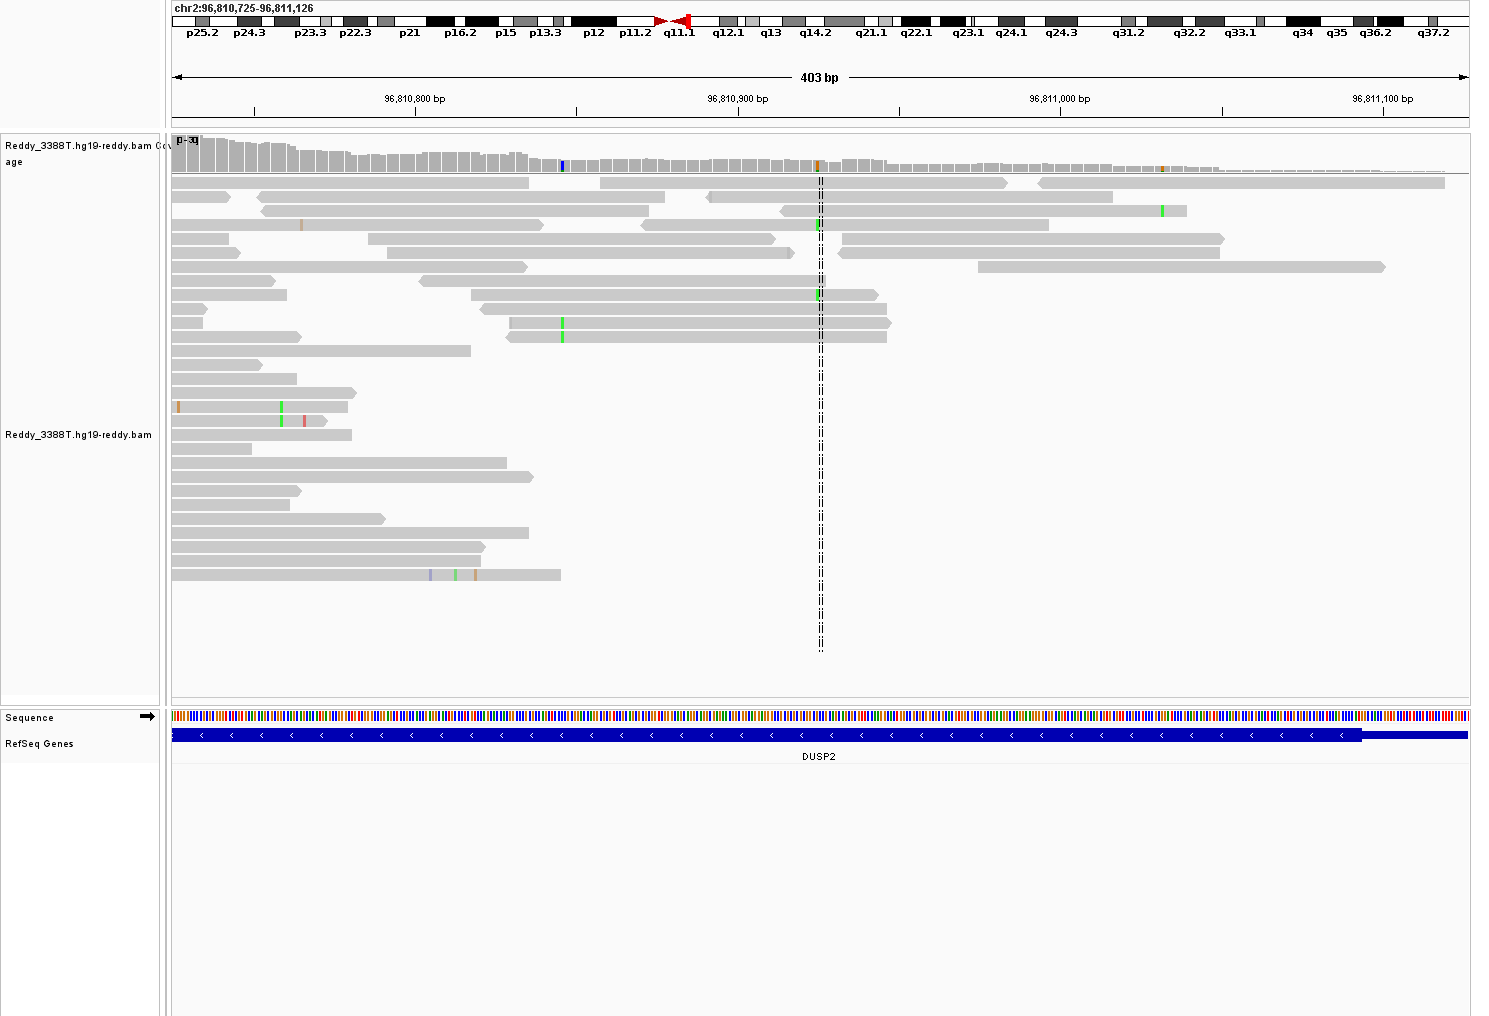 chr2:96,810,725-96,811,126
p25.2 p24.3 p23.3 p22.3 p21 p16.2 p15 p13.3 p12 p11.2 q11.1 q12.1 q13 q14.2 q21.1 q22.1 q23.1 q24.1 q24.3 q31.2 q32.2 q33.1 q34 q35 q36.2 q37.2
403 bp
96,810,800 bp 96,810,900 bp 96,811,000 bp 96,811,100 bp
Reddy_3388T.hg19-reddy.bam Cov
age
Reddy_3388T.hg19-reddy.bam
Sequence
RefSeq Genes
DUSP2